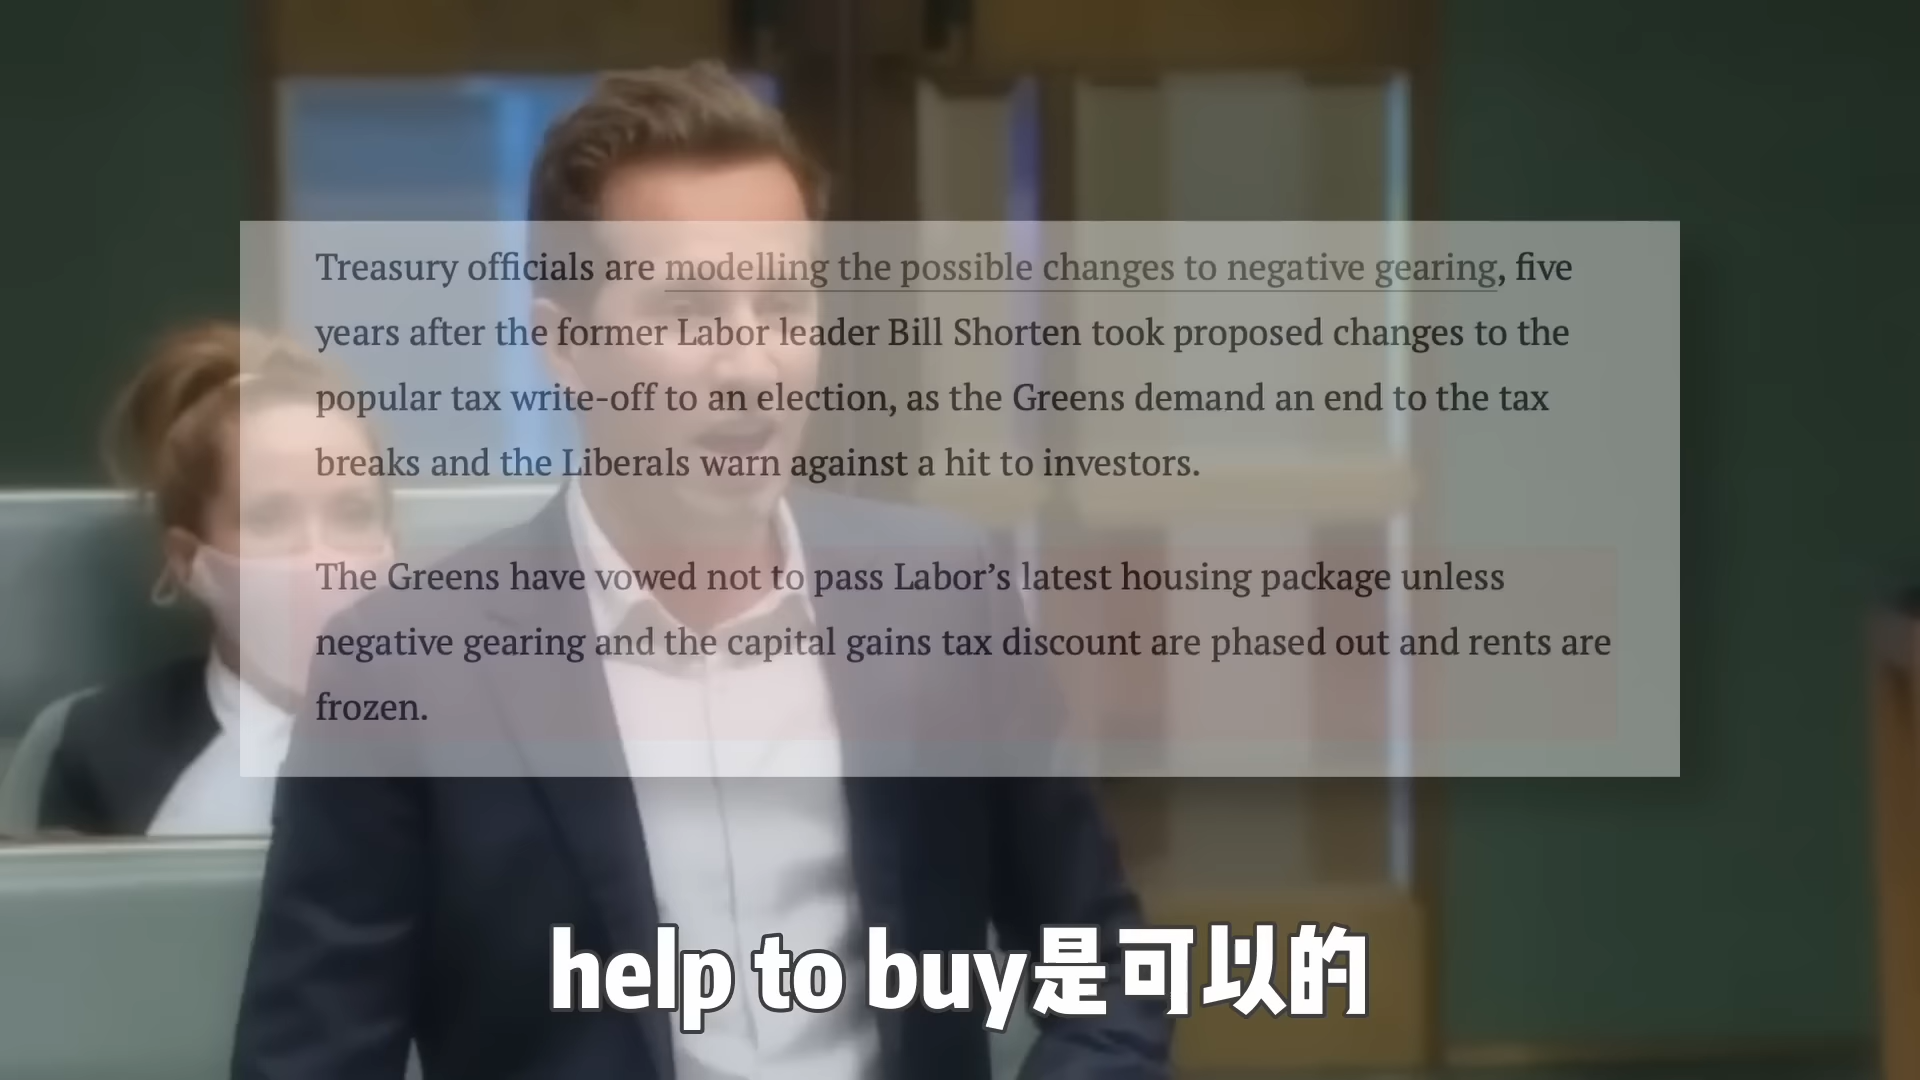 Treasury officials are modelling the possible changes to negative gearing, five
years after the former Labor leader Bill Shorten took proposed changes to the
popular tax write-off to an election, as the Greens demand an end to the tax
breaks and the Liberals warn against a hit to investors.
The Greens have vowed not to pass Labor’s latest housing package unless
negative gearing and the capital gains tax discount are phased out and rents are
frozen.
help to buy是可以的